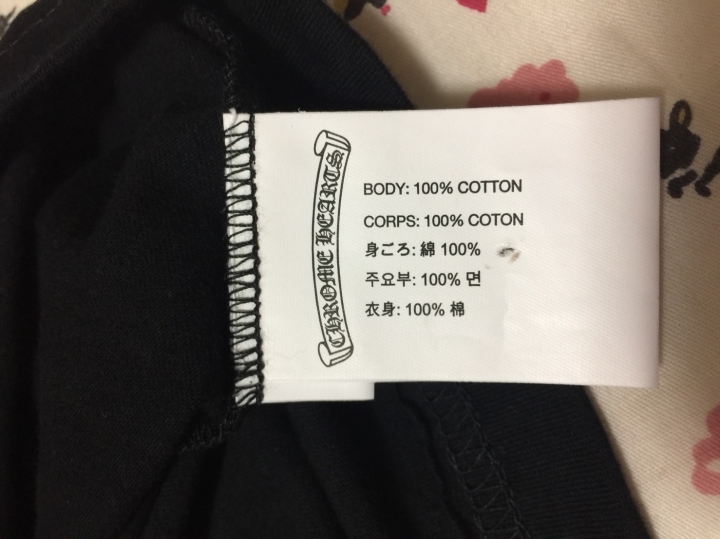 CHROME HEARTS
BODY: 100% COTTON
CORPS: 100% COTON
身ごろ: 綿 100%
주요부: 100% 면
衣身: 100% 棉